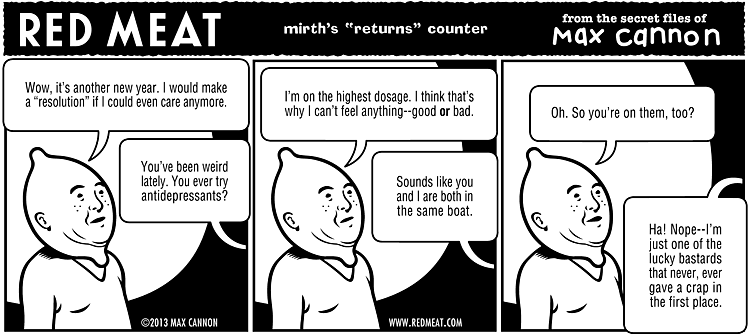 RED MEAT
mirth's "returns" counter
from the secret files of
Max cannon
Wow, it's another new year. I would make
a "resolution" if I could even care anymore.
You've been weird
lately. You ever try
antidepressants?
©2013 MAX CANNON
I'm on the highest dosage. I think that's
why I can't feel anything--good or bad.
Sounds like you
and I are both in
the same boat.
WWW.REDMEAT.COM
Oh. So you're on them, too?
Ha! Nope--I'm
just one of the
lucky bastards
that never, ever
gave a crap in
the first place.